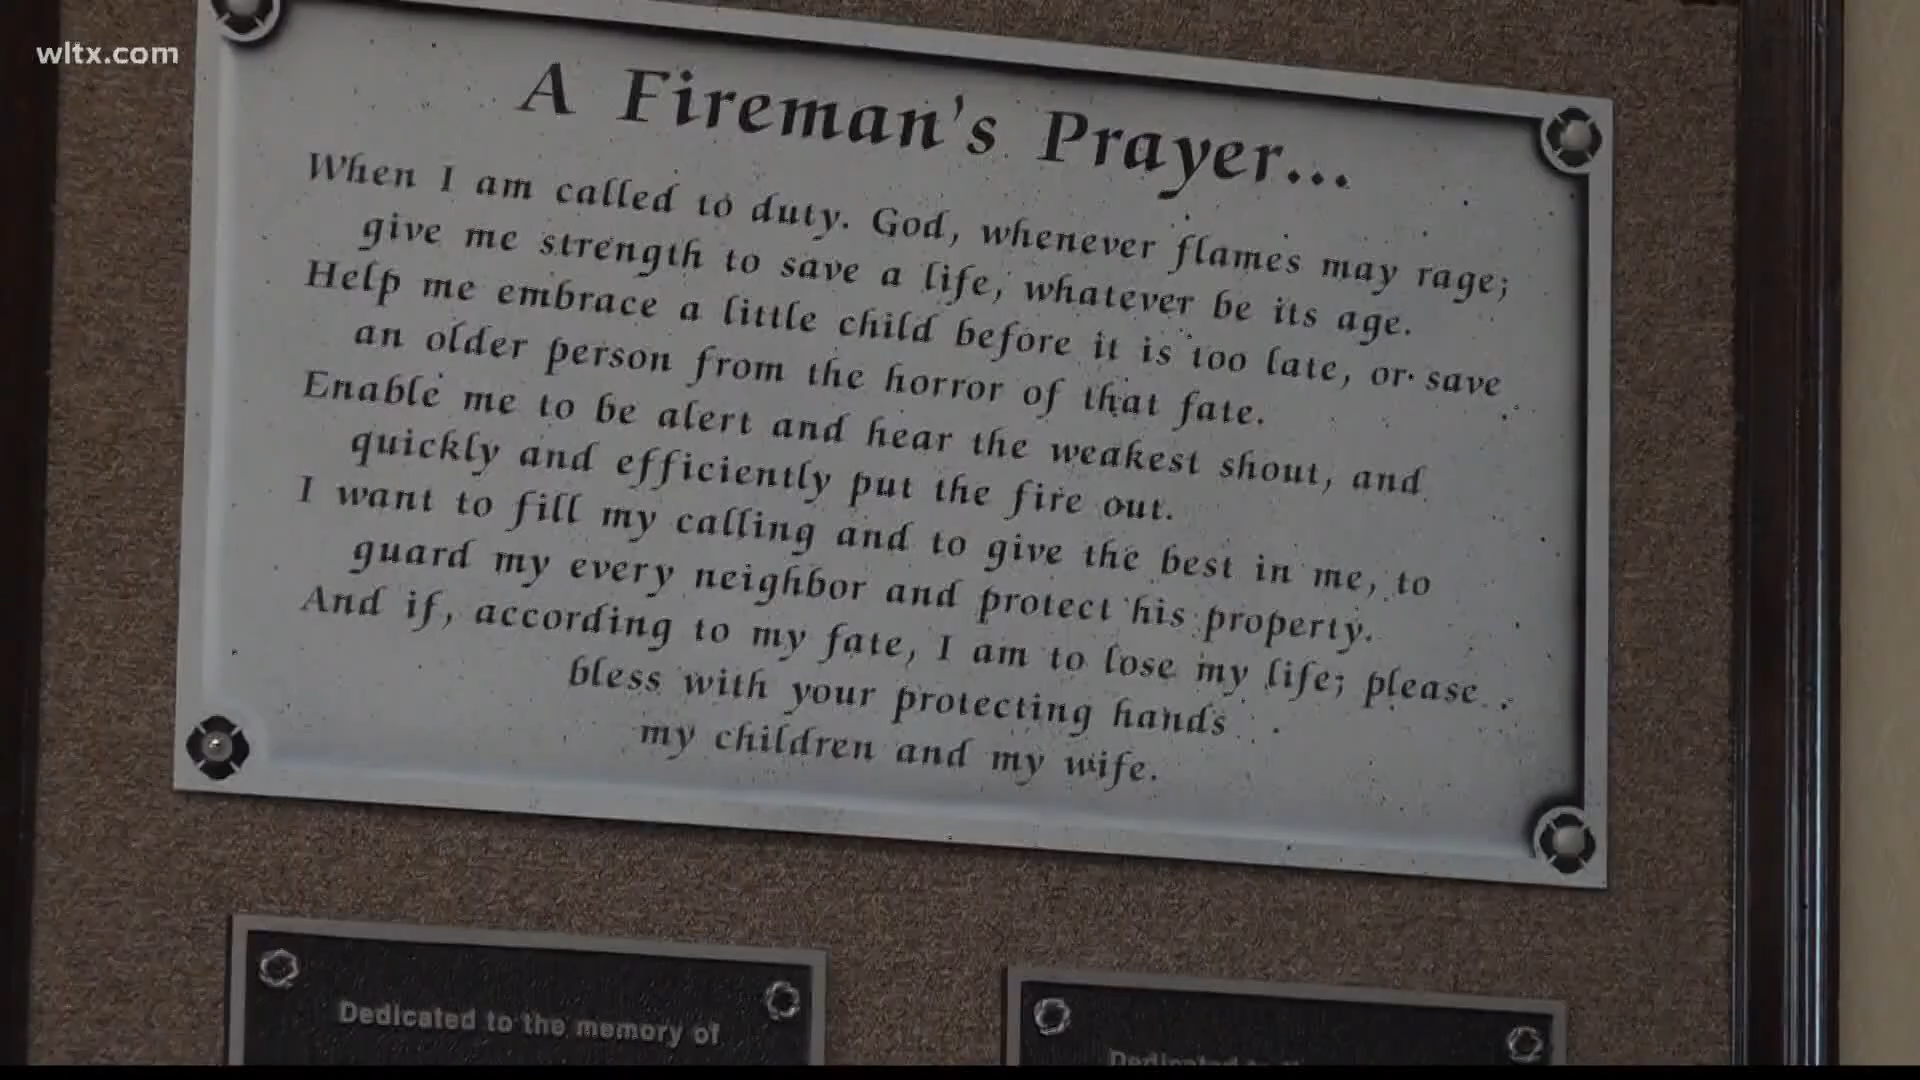 wltx.com
A Fireman's Prayer...
When I am called to duty. God, whenever flames may rage;
give me strength to save a life, whatever be its age.
Help me embrace a little child before it is too late, or save
an older person from the horror of that fate.
Enable me to be alert and hear the weakest shout, and
quickly and efficiently put the fire out.
I want to fill my calling and to give the best in me, to
guard my every neighbor and protect his property.
And if, according to my fate, I am to lose my life; please
bless with your protecting hands
my children and my wife.
Dedicated to the memory of
Dedicated